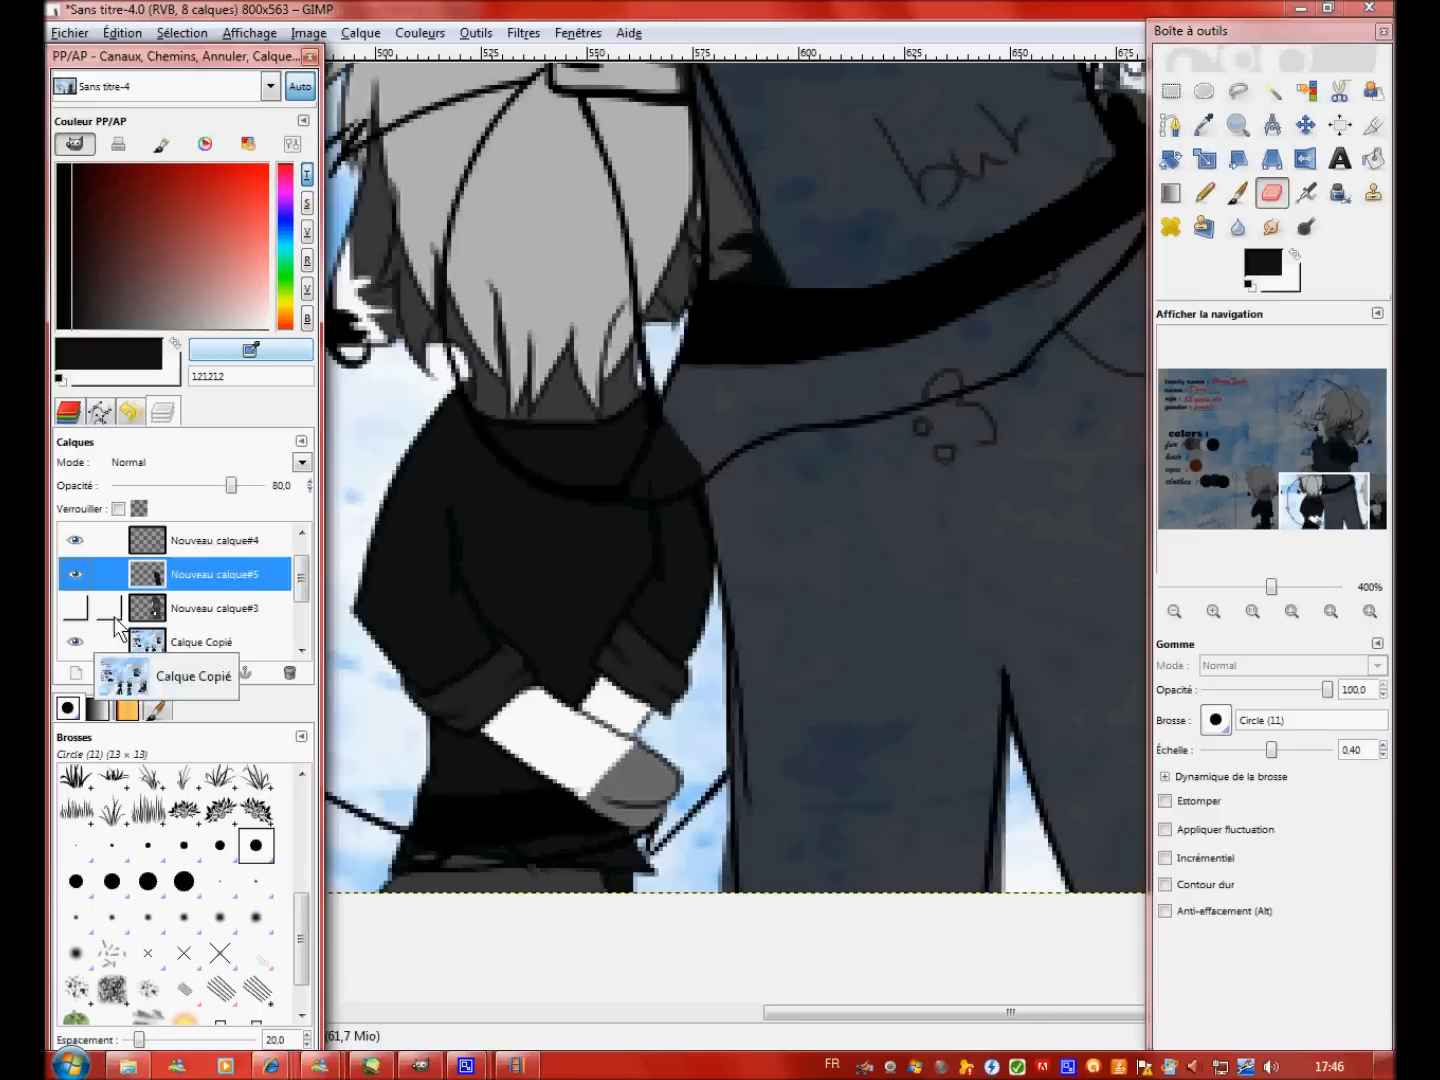 *Sans titre-4.0 (RVB, 8 calques) 800x563 – GIMP
Fichier Édition Sélection Affichage Image Calque Couleurs Outils Filtres Fenêtres Aide
PP/AP - Canaux, Chemins, Annuler, Calque...
Boîte à outils
500 525 550 575 600 625 650 675
Sans titre-4
Auto
Couleur PP/AP
bur
121212
Afficher la navigation
Calques
Mode : Normal
Opacité : 80,0
Verrouiller :
colors :
fur :
hair :
eyes :
clothes :
Nouveau calque#4
Nouveau calque#5
Nouveau calque#3
Calque Copié
Calque Copié
400%
Gomme
Mode : Normal
Opacité : 100,0
Brosse : Circle (11)
Échelle : 0,40
Dynamique de la brosse
Estomper
Appliquer fluctuation
Incrémentiel
Contour dur
Anti-effacement (Alt)
Brosses
Circle (11) (13 × 13)
Espacement : 20,0
(61,7 Mio)
FR
17:46